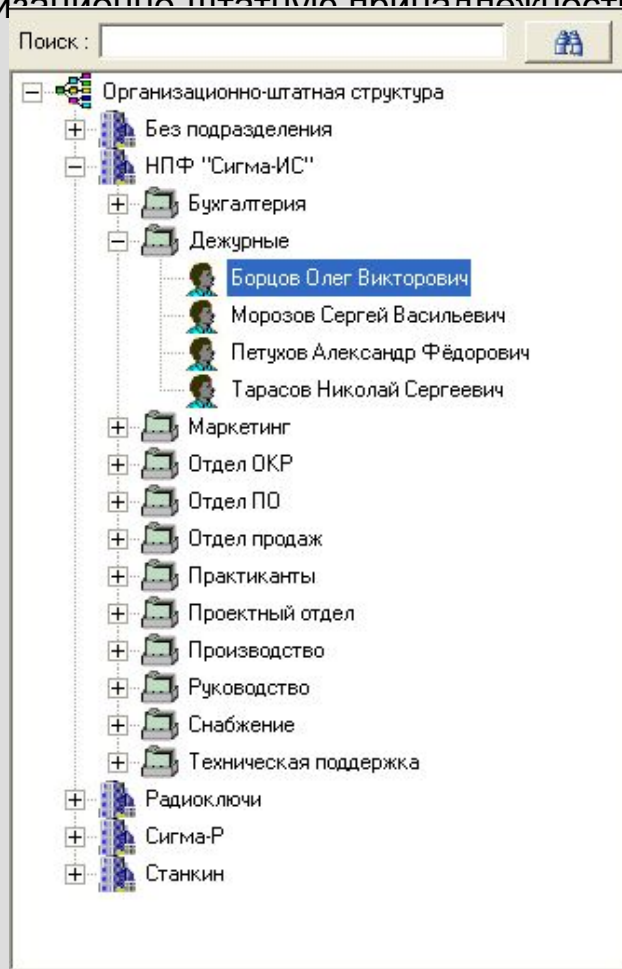 Поиск :
Организационно-штатная структура
Без подразделения
НПФ "Сигма-ИС"
Бухгалтерия
Дежурные
Борцов Олег Викторович
Морозов Сергей Васильевич
Петухов Александр Фёдорович
Тарасов Николай Сергеевич
Маркетинг
Отдел ОКР
Отдел ПО
Отдел продаж
Практиканты
Проектный отдел
Производство
Руководство
Снабжение
Техническая поддержка
Радиоключи
Сигма-Р
Станкин